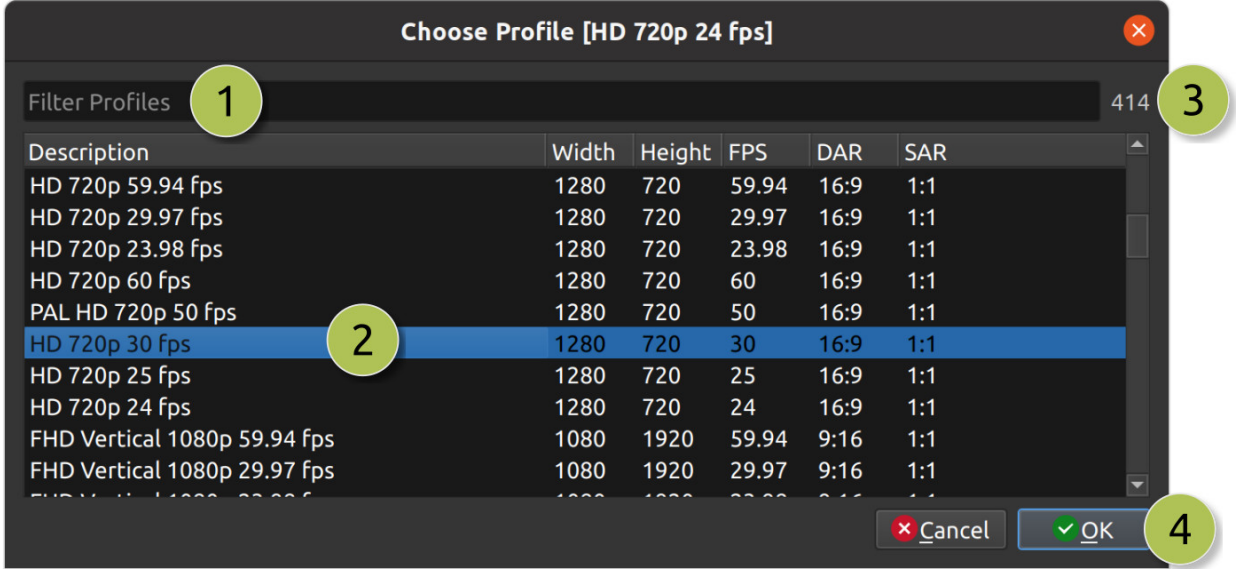 Choose Profile [HD 720p 24 fps]
Filter Profiles 1 414 3
Description Width Height FPS DAR SAR
HD 720p 59.94 fps 1280 720 59.94 16:9 1:1
HD 720p 29.97 fps 1280 720 29.97 16:9 1:1
HD 720p 23.98 fps 1280 720 23.98 16:9 1:1
HD 720p 60 fps 1280 720 60 16:9 1:1
PAL HD 720p 50 fps 1280 720 50 16:9 1:1
HD 720p 30 fps 2 1280 720 30 16:9 1:1
HD 720p 25 fps 1280 720 25 16:9 1:1
HD 720p 24 fps 1280 720 24 16:9 1:1
FHD Vertical 1080p 59.94 fps 1080 1920 59.94 9:16 1:1
FHD Vertical 1080p 29.97 fps 1080 1920 29.97 9:16 1:1
Cancel OK 4